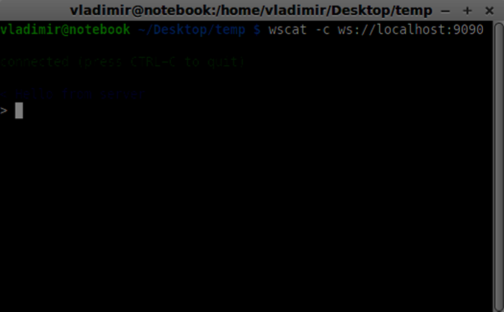 vladimir@notebook:/home/vladimir/Desktop/temp
vladimir@notebook ~/Desktop/temp $ wscat -c ws://localhost:9090
connected (press CTRL+C to quit)
>